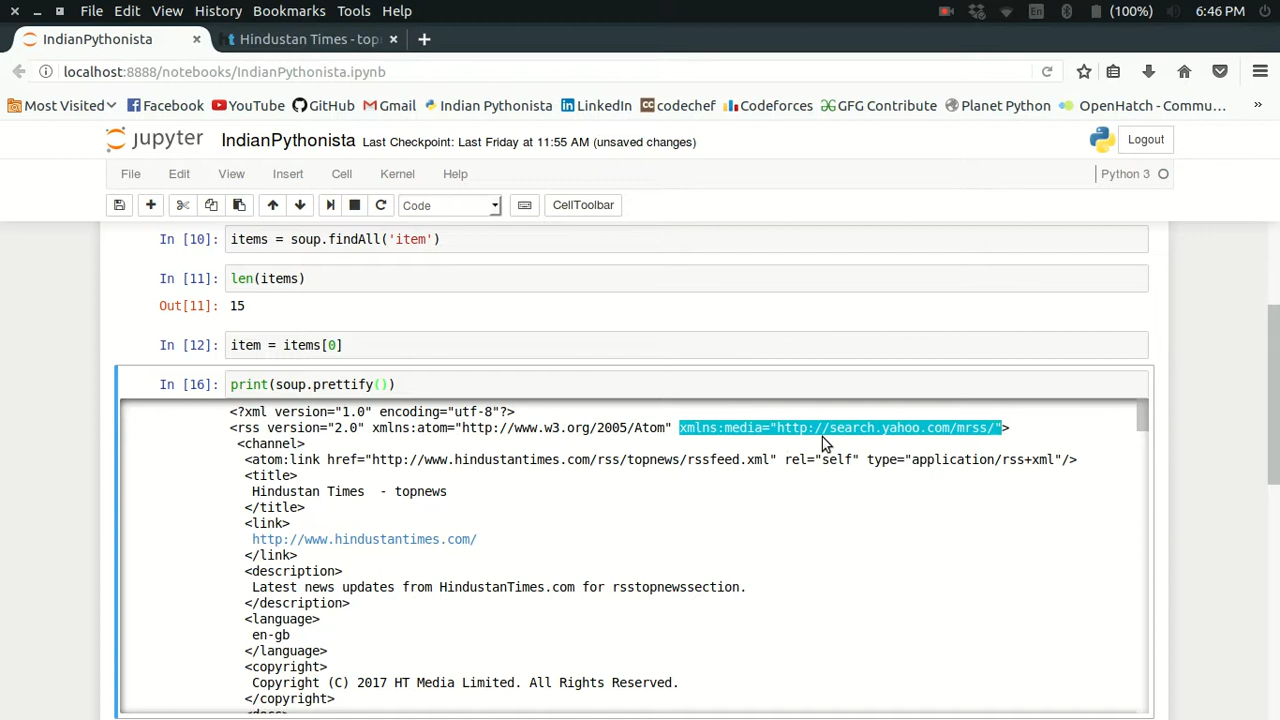 File Edit View History Bookmarks Tools Help En (100%) 6:46 PM
IndianPythonista Hindustan Times - top
localhost:8888/notebooks/IndianPythonista.ipynb
Most Visited Facebook YouTube GitHub Gmail Indian Pythonista LinkedIn codechef Codeforces GFG Contribute Planet Python OpenHatch - Commu... »
jupyter IndianPythonista Last Checkpoint: Last Friday at 11:55 AM (unsaved changes) Logout
File Edit View Insert Cell Kernel Help Python 3
Code CellToolbar
In [10]: items = soup.findAll('item')
In [11]: len(items)
Out[11]: 15
In [12]: item = items[0]
In [16]: print(soup.prettify())
<?xml version="1.0" encoding="utf-8"?>
<rss version="2.0" xmlns:atom="http://www.w3.org/2005/Atom" xmlns:media="http://search.yahoo.com/mrss/">
<channel>
<atom:link href="http://www.hindustantimes.com/rss/topnews/rssfeed.xml" rel="self" type="application/rss+xml"/>
<title>
Hindustan Times - topnews
</title>
<link>
http://www.hindustantimes.com/
</link>
<description>
Latest news updates from HindustanTimes.com for rsstopnewssection.
</description>
<language>
en-gb
</language>
<copyright>
Copyright (C) 2017 HT Media Limited. All Rights Reserved.
</copyright>
<docs>